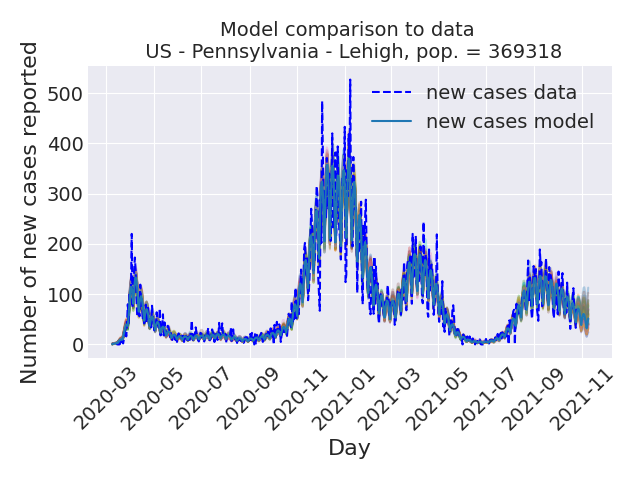 Model comparison to data
US - Pennsylvania - Lehigh, pop. = 369318
Number of new cases reported
500
400
300
200
100
0
new cases data
new cases model
2020-03
2020-05
2020-07
2020-09
2020-11
2021-01
2021-03
2021-05
2021-07
2021-09
2021-11
Day